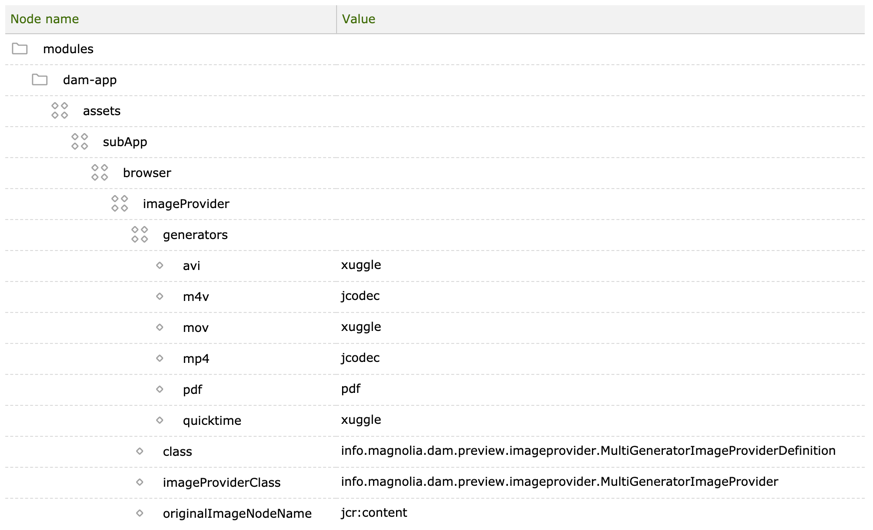 Node name Value
modules
dam-app
assets
subApp
browser
imageProvider
generators
avi xuggle
m4v jcodec
mov xuggle
mp4 jcodec
pdf pdf
quicktime xuggle
class info.magnolia.dam.preview.imageprovider.MultiGeneratorImageProviderDefinition
imageProviderClass info.magnolia.dam.preview.imageprovider.MultiGeneratorImageProvider
originalImageNodeName jcr:content